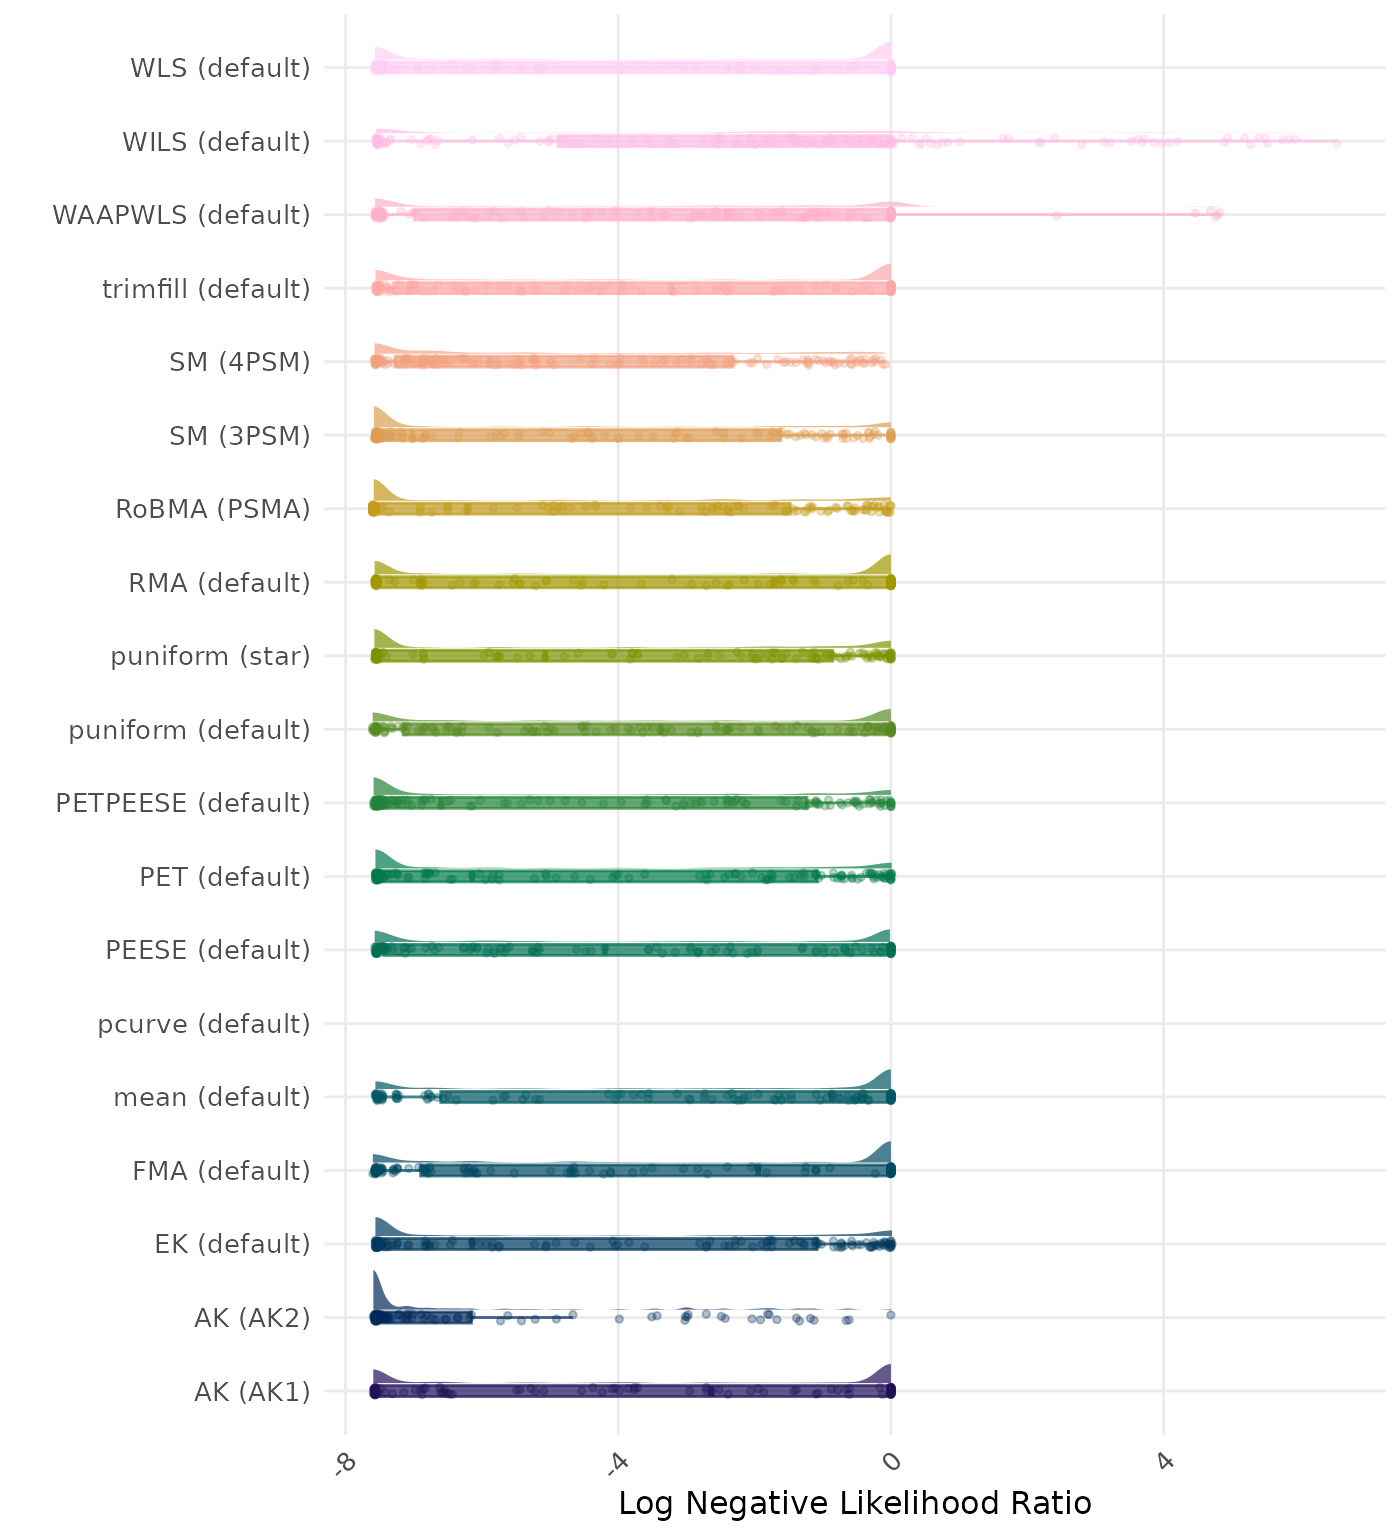 WLS (default)
WILS (default)
WAAPWLS (default)
trimfill (default)
SM (4PSM)
SM (3PSM)
RoBMA (PSMA)
RMA (default)
puniform (star)
puniform (default)
PETPEESE (default)
PET (default)
PEESE (default)
pcurve (default)
mean (default)
FMA (default)
EK (default)
AK (AK2)
AK (AK1)
-8 -4 0 4
Log Negative Likelihood Ratio